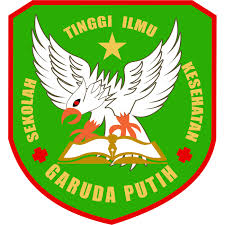 SEKOLAH
TINGGI ILMU
KESEHATAN
GARUDA PUTIH